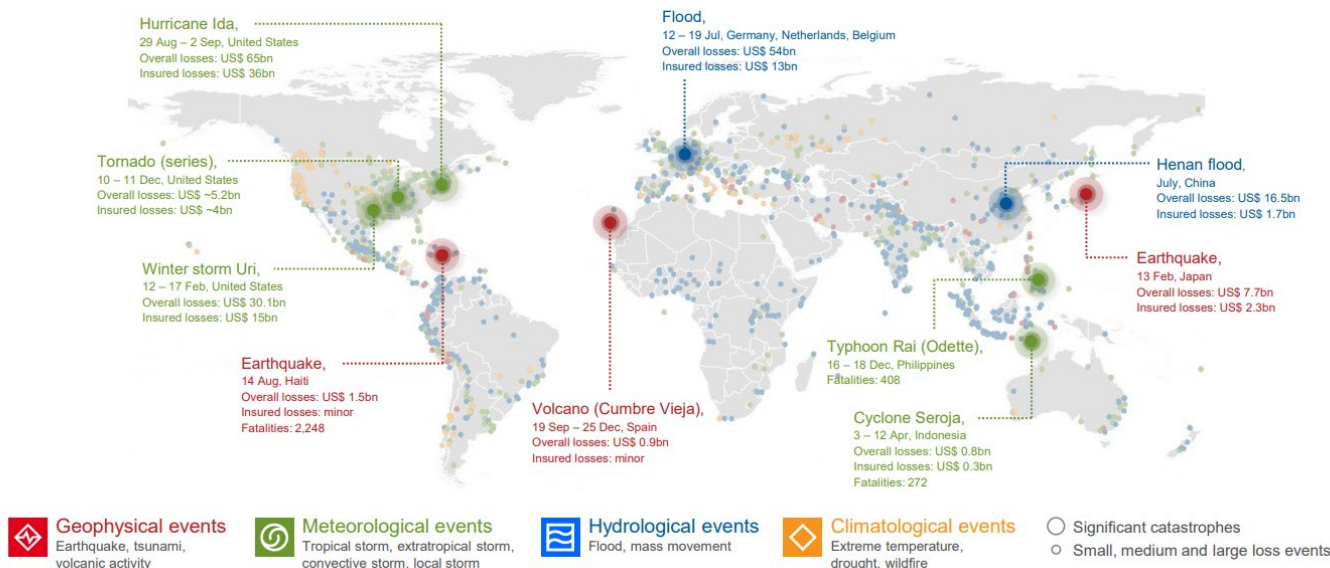 Hurricane Ida,
29 Aug – 2 Sep, United States
Overall losses: US$ 65bn
Insured losses: US$ 36bn
Flood,
12 – 19 Jul, Germany, Netherlands, Belgium
Overall losses: US$ 54bn
Insured losses: US$ 13bn
Tornado (series),
10 – 11 Dec, United States
Overall losses: US$ ~5.2bn
Insured losses: US$ ~4bn
Henan flood,
July, China
Overall losses: US$ 16.5bn
Insured losses: US$ 1.7bn
Winter storm Uri,
12 – 17 Feb, United States
Overall losses: US$ 30.1bn
Insured losses: US$ 15bn
Earthquake,
13 Feb, Japan
Overall losses: US$ 7.7bn
Insured losses: US$ 2.3bn
Earthquake,
14 Aug, Haiti
Overall losses: US$ 1.5bn
Insured losses: minor
Fatalities: 2,248
Typhoon Rai (Odette),
16 – 18 Dec, Philippines
Fatalities: 408
Volcano (Cumbre Vieja),
19 Sep – 25 Dec, Spain
Overall losses: US$ 0.9bn
Insured losses: minor
Cyclone Seroja,
3 – 12 Apr, Indonesia
Overall losses: US$ 0.8bn
Insured losses: US$ 0.3bn
Fatalities: 272
Geophysical events
Earthquake, tsunami,
volcanic activity
Meteorological events
Tropical storm, extratropical storm,
convective storm, local storm
Hydrological events
Flood, mass movement
Climatological events
Extreme temperature,
drought, wildfire
Significant catastrophes
Small, medium and large loss events